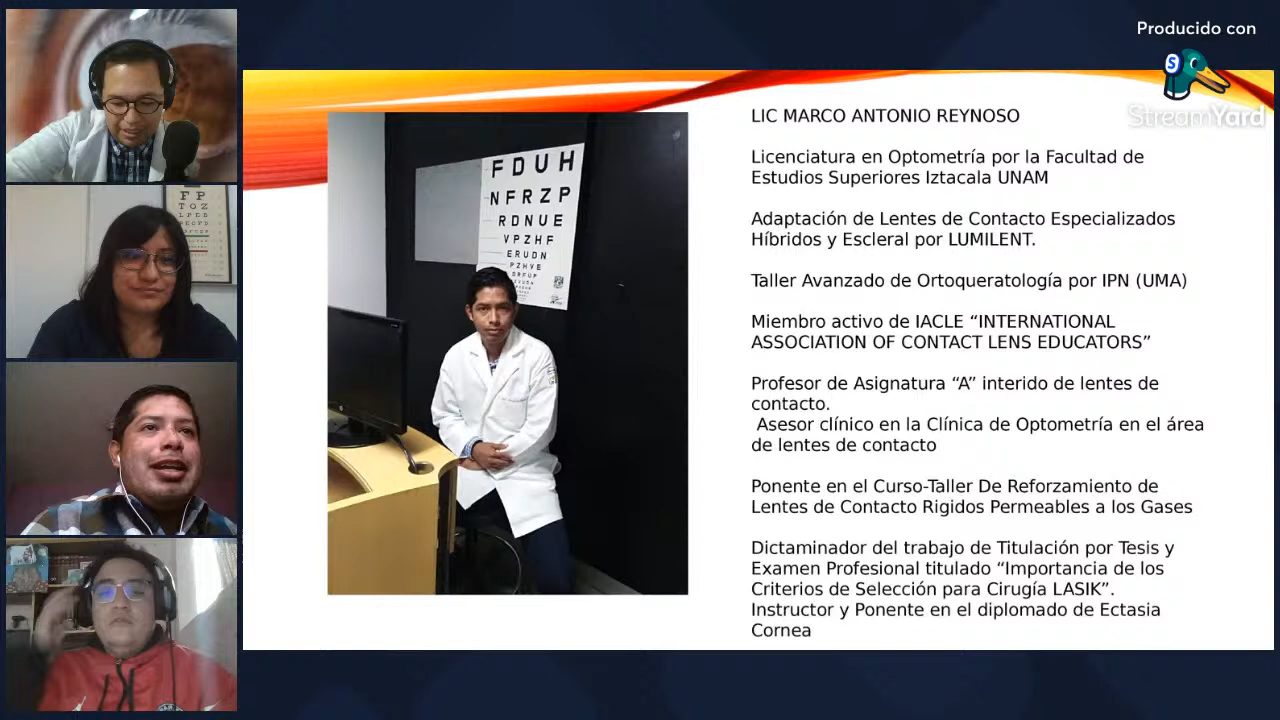 Producido con
StreamYard
LIC MARCO ANTONIO REYNOSO
Licenciatura en Optometría por la Facultad de
Estudios Superiores Iztacala UNAM
Adaptación de Lentes de Contacto Especializados
Híbridos y Escleral por LUMILENT.
Taller Avanzado de Ortoqueratología por IPN (UMA)
Miembro activo de IACLE “INTERNATIONAL
ASSOCIATION OF CONTACT LENS EDUCATORS”
Profesor de Asignatura “A” interido de lentes de
contacto.
Asesor clínico en la Clínica de Optometría en el área
de lentes de contacto
Ponente en el Curso-Taller De Reforzamiento de
Lentes de Contacto Rigidos Permeables a los Gases
Dictaminador del trabajo de Titulación por Tesis y
Examen Profesional titulado “Importancia de los
Criterios de Selección para Cirugía LASIK”.
Instructor y Ponente en el diplomado de Ectasia
Cornea
FDUH
NFRZP
RDNUE
VPZHF
ERUDN
PZHVE
FP
TOZ
LPED